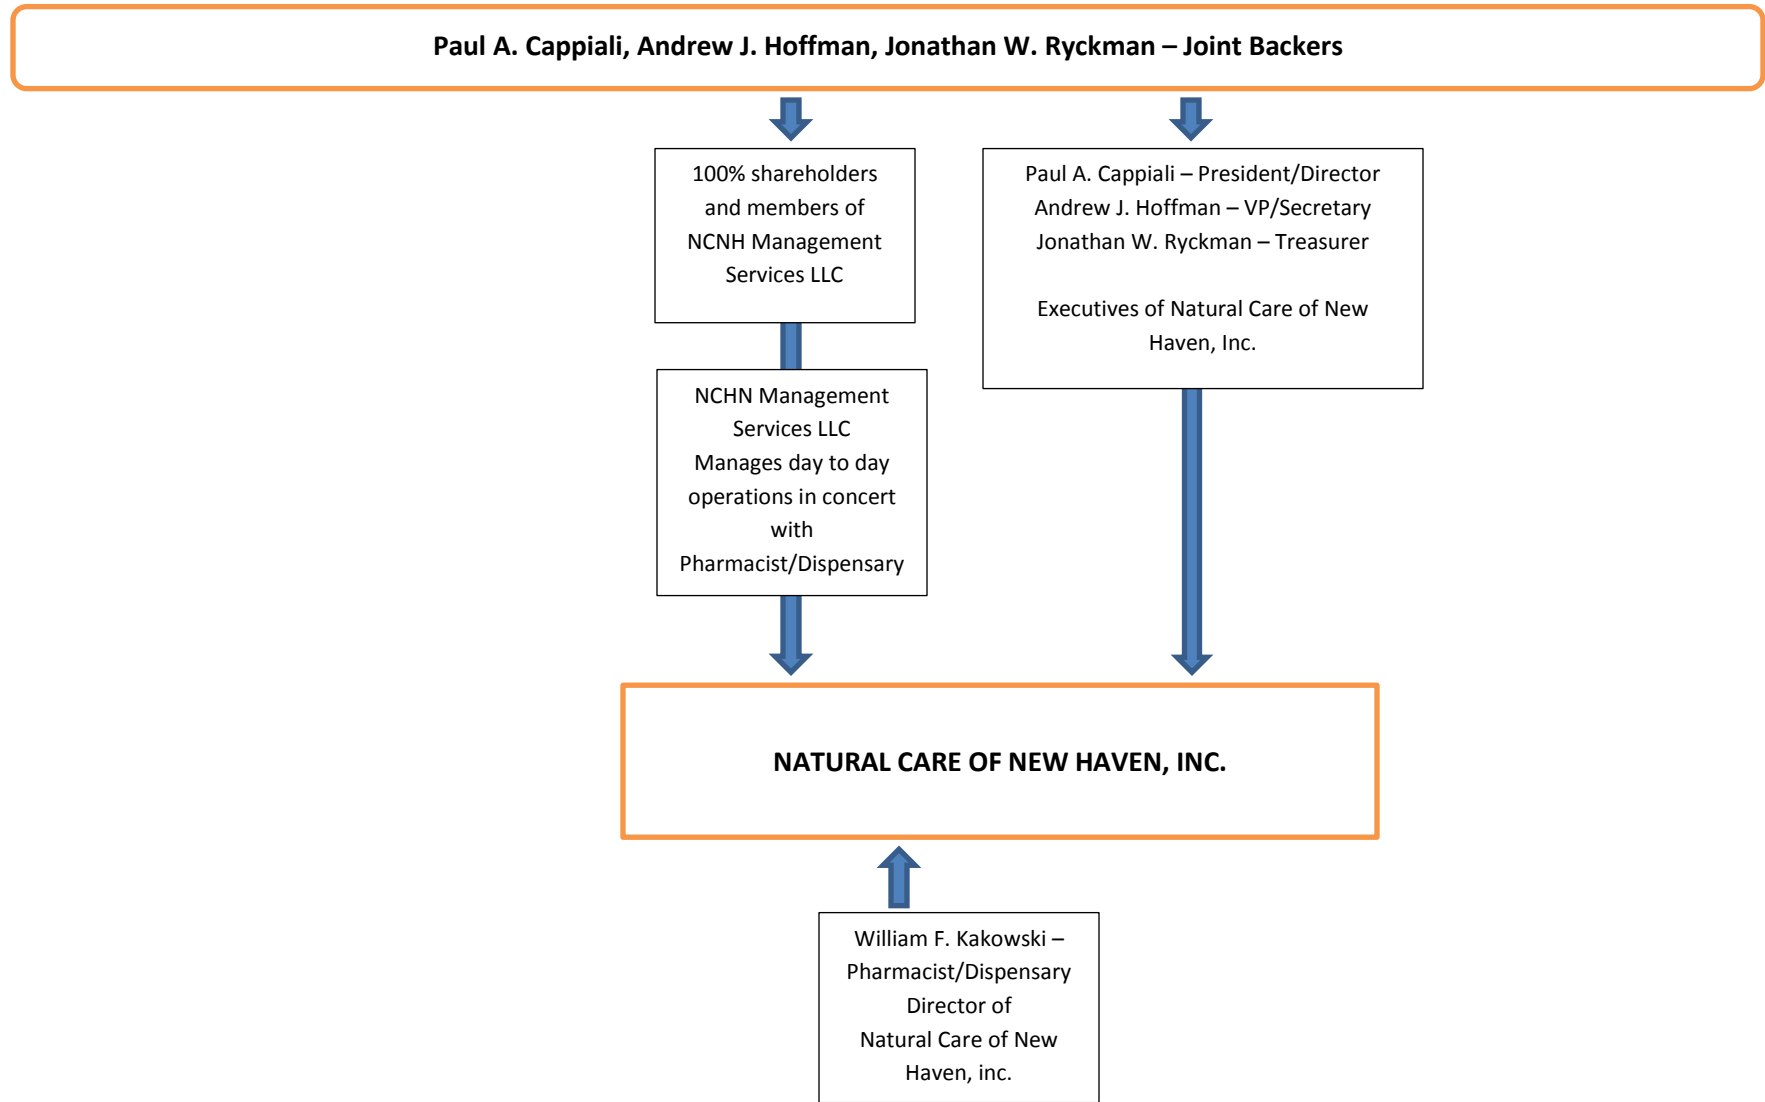 Paul A. Cappiali, Andrew J. Hoffman, Jonathan W. Ryckman – Joint Backers
100% shareholders
and members of
NCNH Management
Services LLC
Paul A. Cappiali – President/Director
Andrew J. Hoffman – VP/Secretary
Jonathan W. Ryckman – Treasurer
Executives of Natural Care of New
Haven, Inc.
NCHN Management
Services LLC
Manages day to day
operations in concert
with
Pharmacist/Dispensary
NATURAL CARE OF NEW HAVEN, INC.
William F. Kakowski –
Pharmacist/Dispensary
Director of
Natural Care of New
Haven, inc.